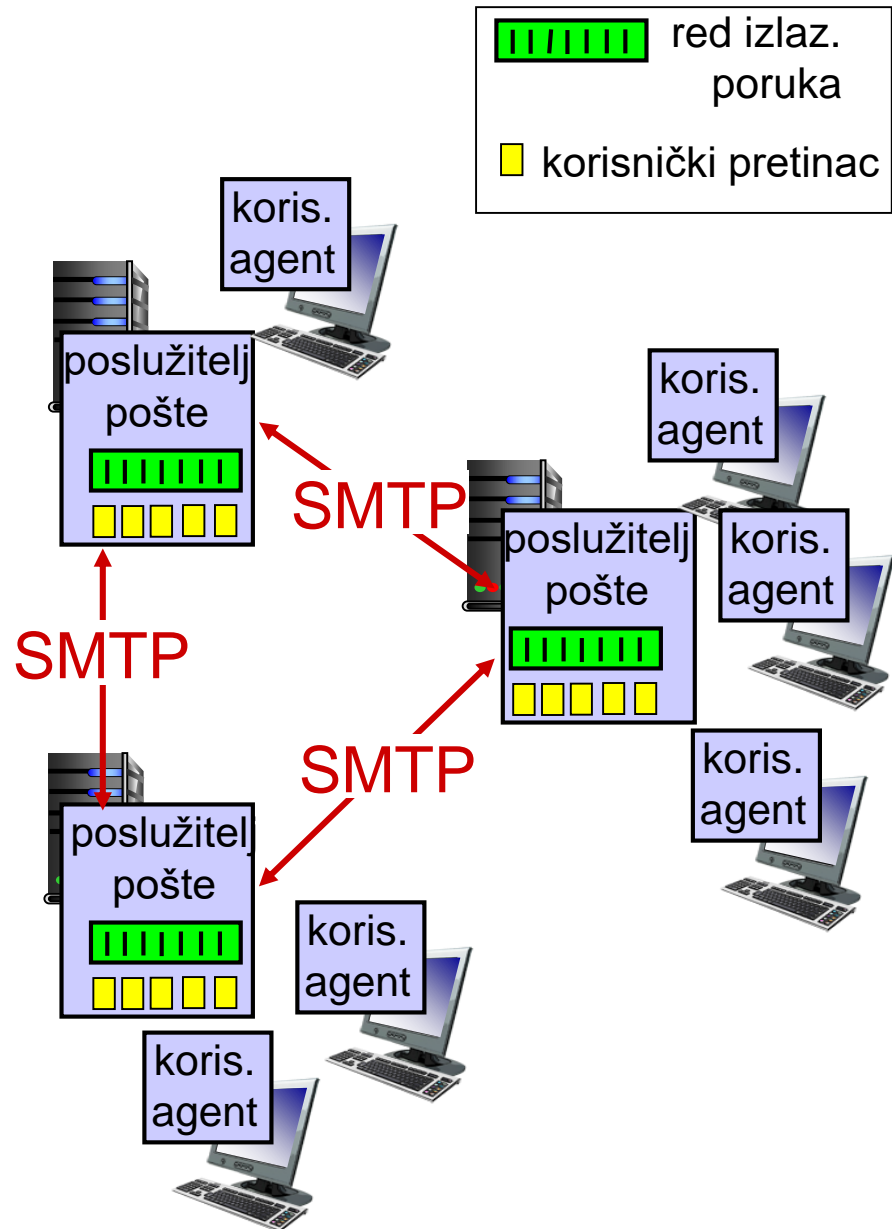 red izlaz.
poruka
korisnički pretinac
koris.
agent
poslužitelj
pošte
SMTP
koris.
agent
poslužitelj
pošte
koris.
agent
SMTP
SMTP
koris.
agent
poslužitelj
pošte
koris.
agent
koris.
agent